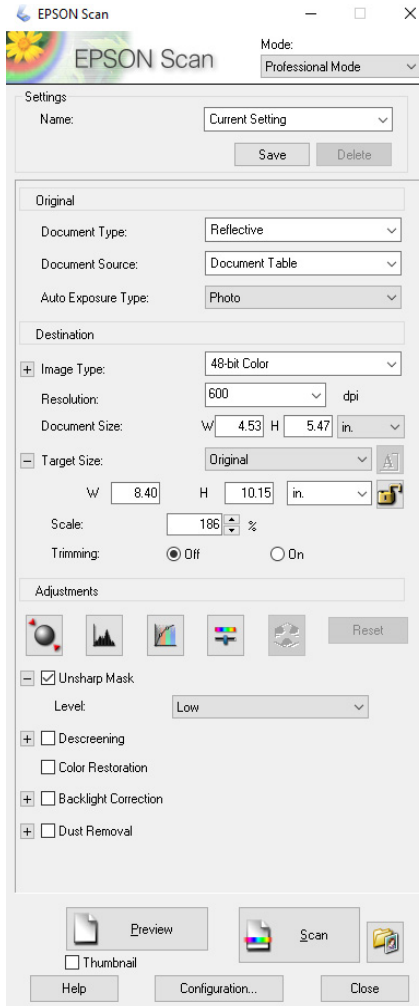 EPSON Scan
EPSON Scan
Mode:
Professional Mode
Settings
Name: Current Setting
Save Delete
Original
Document Type: Reflective
Document Source: Document Table
Auto Exposure Type: Photo
Destination
Image Type: 48-bit Color
Resolution: 600 dpi
Document Size: W 4.53 H 5.47 in.
Target Size: Original A
W 8.40 H 10.15 in.
Scale: 186 %
Trimming: Off On
Adjustments
Reset
Unsharp Mask
Level: Low
Descreening
Color Restoration
Backlight Correction
Dust Removal
Preview Scan
Thumbnail
Help Configuration... Close